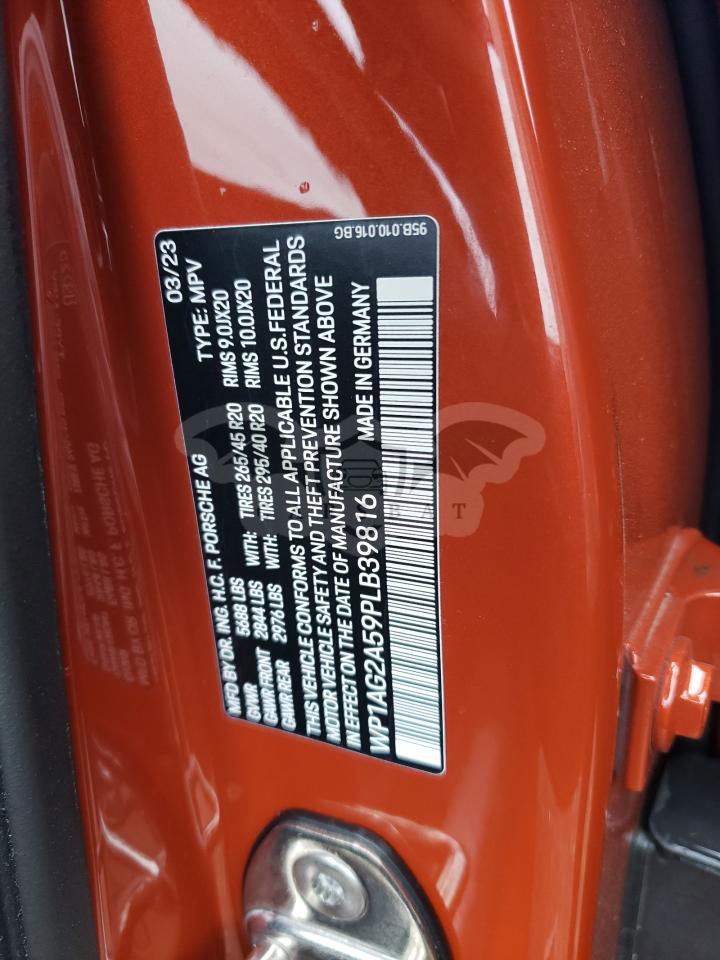 MFD BY DR. ING. H.C. F. PORSCHE AG 03/23
GVWR 5688 LBS TYPE: MPV
GAWR FRONT 2844 LBS WITH: TIRES 265/45 R20 RIMS 9.0JX20
GAWR REAR 2976 LBS WITH: TIRES 295/40 R20 RIMS 10.0JX20
THIS VEHICLE CONFORMS TO ALL APPLICABLE U.S. FEDERAL
MOTOR VEHICLE SAFETY AND THEFT PREVENTION STANDARDS
IN EFFECT ON DATE OF MANUFACTURE SHOWN ABOVE
WP1AG2A59PLB39816 MADE IN GERMANY
95B.010.016.BG